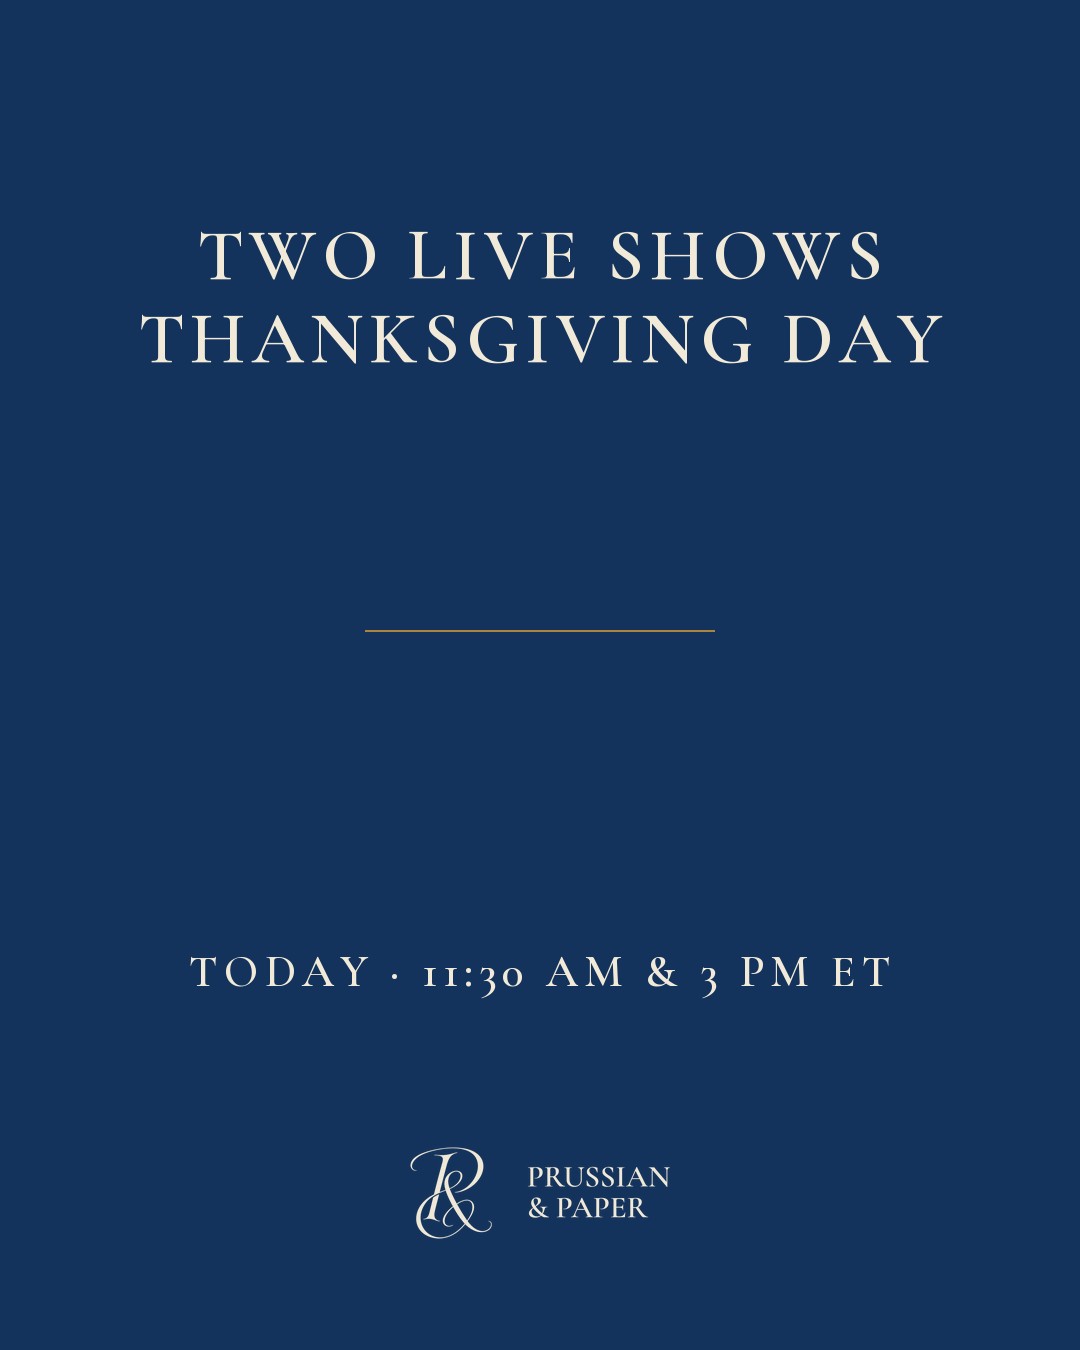 TWO LIVE SHOWS
THANKSGIVING DAY
TODAY · 11:30 AM & 3 PM ET
P&
PRUSSIAN
& PAPER